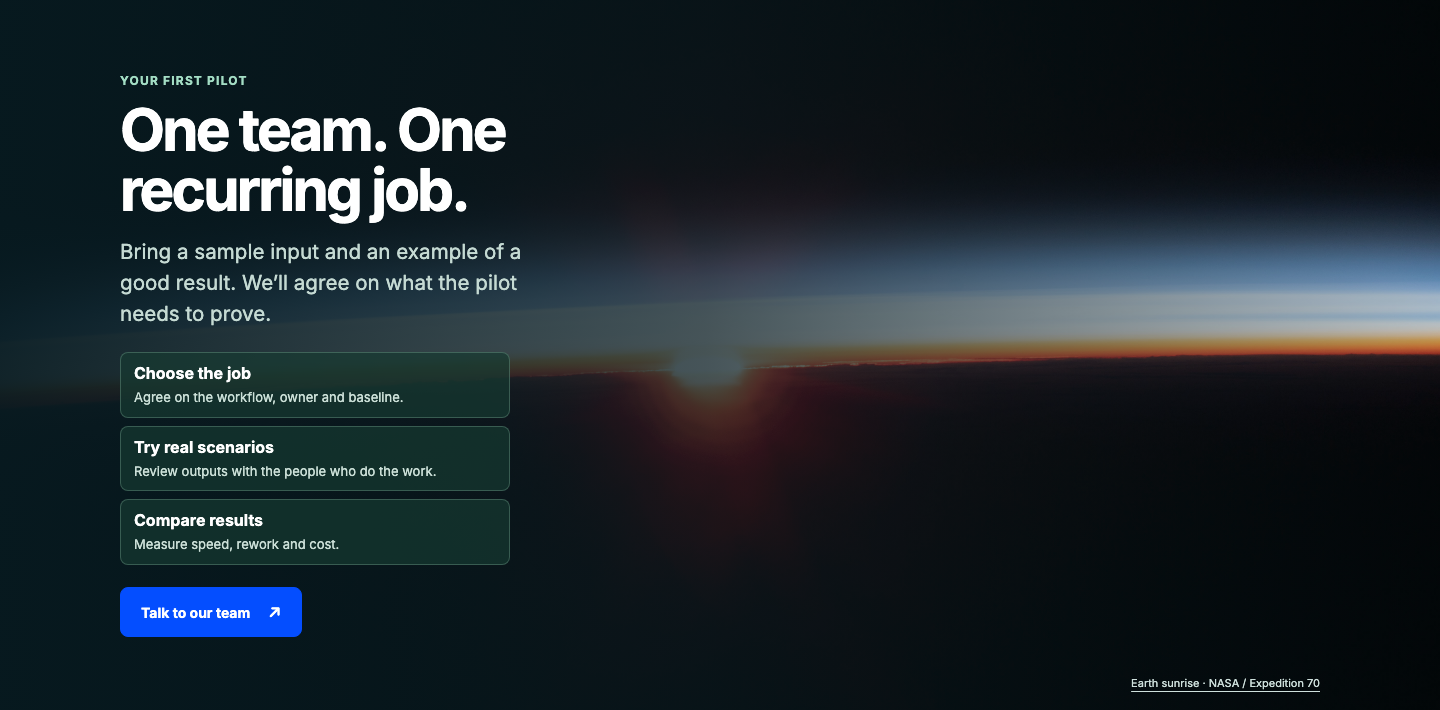 YOUR FIRST PILOT
One team. One
recurring job.
Bring a sample input and an example of a
good result. We’ll agree on what the pilot
needs to prove.
Choose the job
Agree on the workflow, owner and baseline.
Try real scenarios
Review outputs with the people who do the work.
Compare results
Measure speed, rework and cost.
Talk to our team
Earth sunrise · NASA / Expedition 70